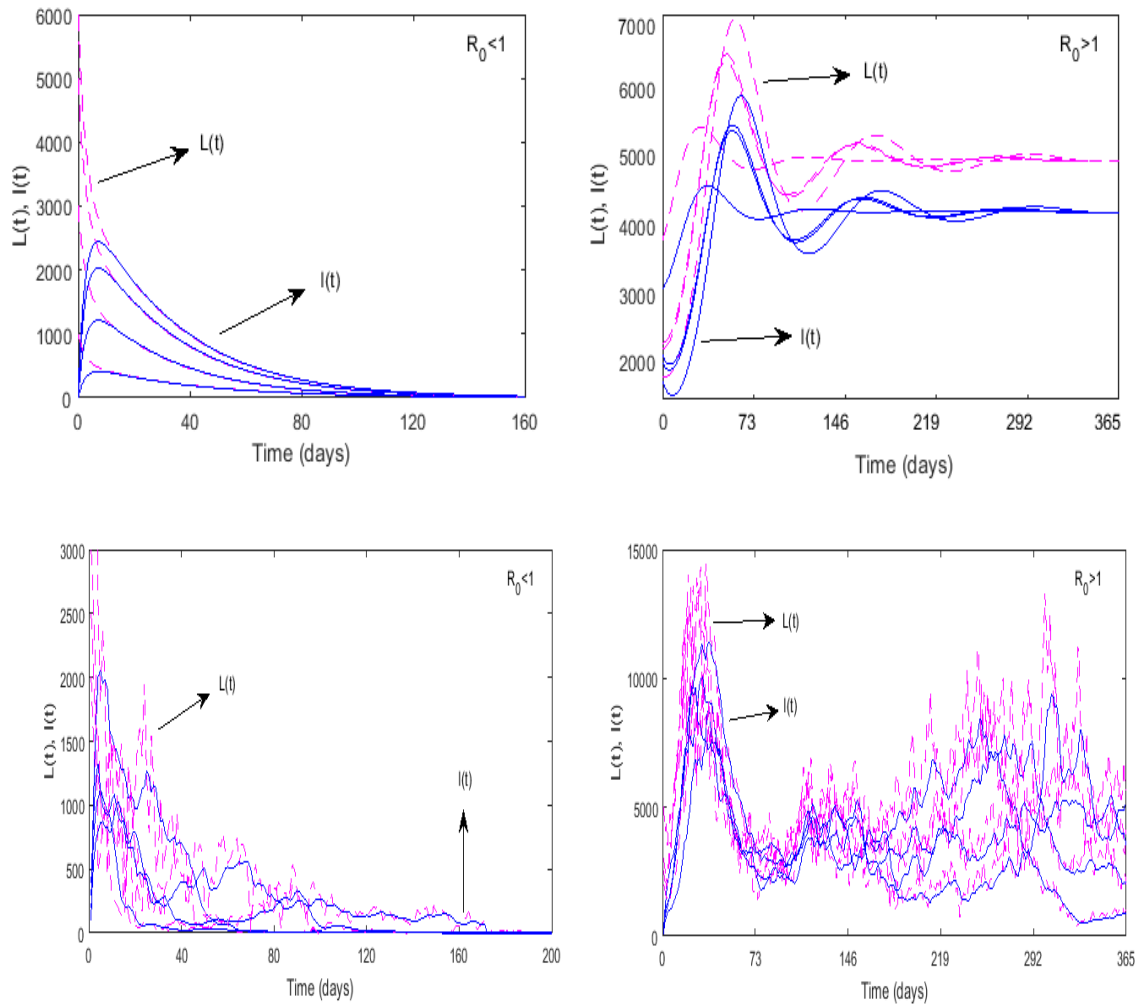 6000
5000
4000
3000
2000
1000
0
L(t), I(t)
R0<1
L(t)
I(t)
0 40 80 120 160
Time (days)
7000
6000
5000
4000
3000
2000
L(t), I(t)
R0>1
L(t)
I(t)
0 73 146 219 292 365
Time (days)
3000
2500
2000
1500
1000
500
0
L(t), I(t)
R0<1
L(t)
I(t)
0 40 80 120 160 200
Time (days)
15000
10000
5000
0
L(t), I(t)
R0>1
L(t)
I(t)
0 73 146 219 292 365
Time (days)